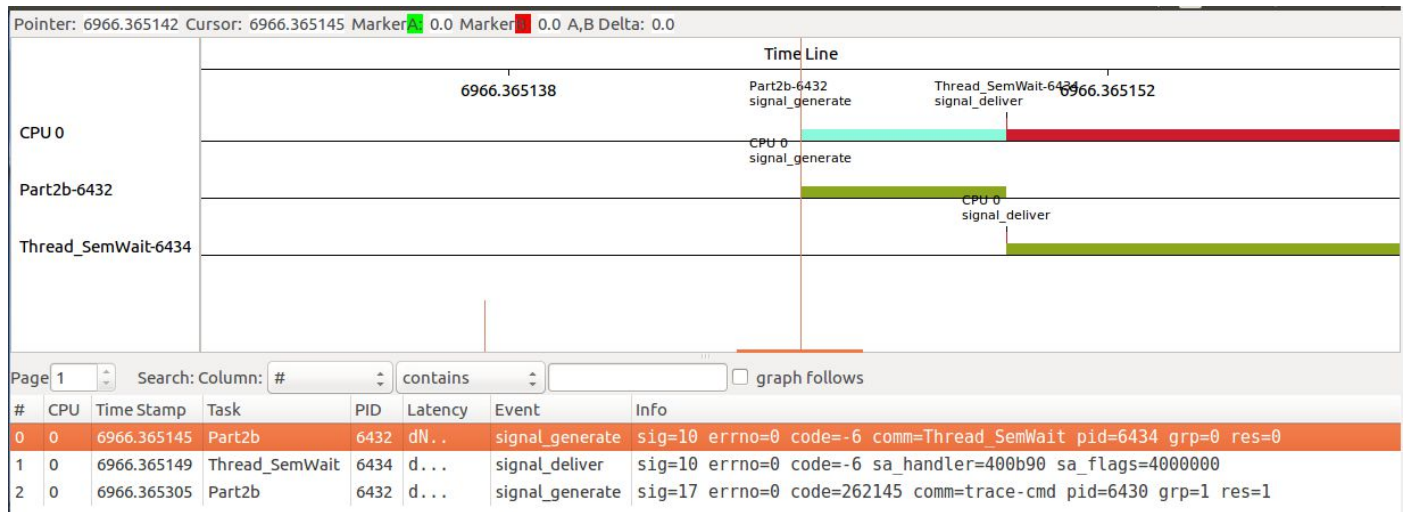 Pointer: 6966.365142 Cursor: 6966.365145 Marker A: 0.0 Marker B: 0.0 A,B Delta: 0.0
Time Line
6966.365138
Part2b-6432
signal_generate
Thread_SemWait-6434
signal_deliver
6966.365152
CPU 0
CPU 0
signal_generate
Part2b-6432
CPU 0
signal_deliver
Thread_SemWait-6434
Page 1 Search: Column: # contains graph follows
# CPU Time Stamp Task PID Latency Event Info
0 0 6966.365145 Part2b 6432 dN.. signal_generate sig=10 errno=0 code=-6 comm=Thread_SemWait pid=6434 grp=0 res=0
1 0 6966.365149 Thread_SemWait 6434 d... signal_deliver sig=10 errno=0 code=-6 sa_handler=400b90 sa_flags=4000000
2 0 6966.365305 Part2b 6432 d... signal_generate sig=17 errno=0 code=262145 comm=trace-cmd pid=6430 grp=1 res=1